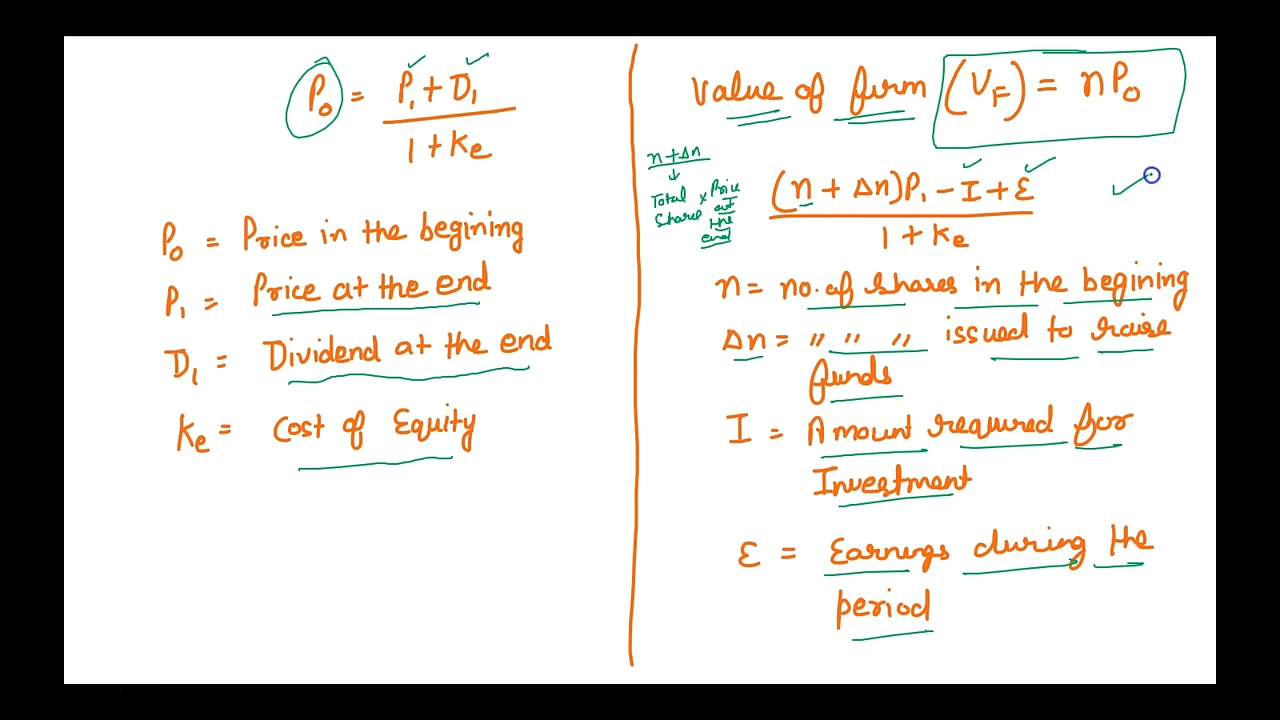 P₀ = P₁ + D₁
1 + Ke
P₀ = Price in the begining
P₁ = Price at the end
D₁ = Dividend at the end
Ke = Cost of Equity
Value of firm (VF) = nP₀
n + Δn
↓
Total × Price
Shares at
the
end
(n + Δn)P₁ - I + E
1 + Ke
n = no. of shares in the begining
Δn = " " " issued to raise
funds
I = Amount required for
Investment
E = Earnings during the
period